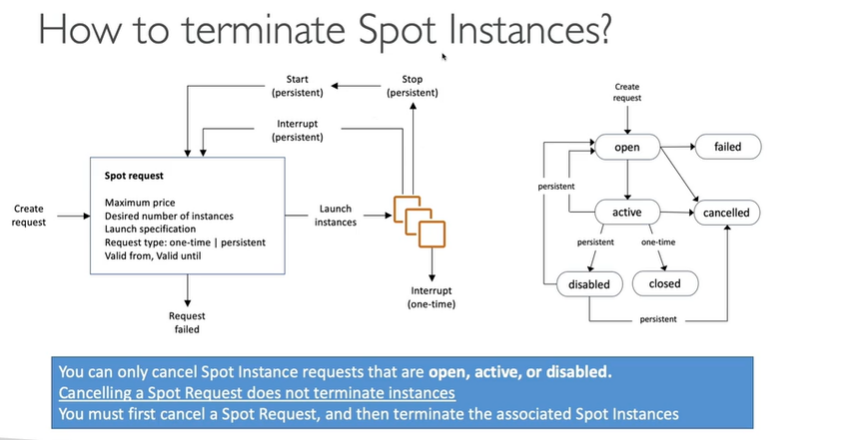 How to terminate Spot Instances?
Start
(persistent)
Stop
(persistent)
Interrupt
(persistent)
Spot request
Maximum price
Desired number of instances
Launch specification
Request type: one-time | persistent
Valid from, Valid until
Create
request
Launch
instances
Interrupt
(one-time)
Request
failed
Create
request
open
failed
persistent
active
cancelled
persistent
one-time
disabled
closed
persistent
You can only cancel Spot Instance requests that are open, active, or disabled.
Cancelling a Spot Request does not terminate instances
You must first cancel a Spot Request, and then terminate the associated Spot Instances